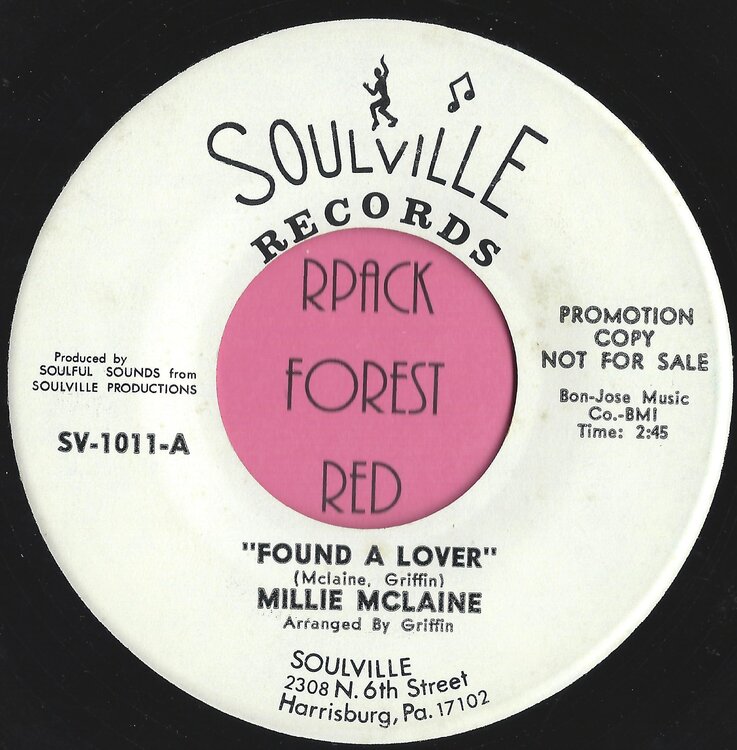 SOULVILLE
RECORDS
RPACK
FOREST
RED
Produced by
SOULFUL SOUNDS from
SOULVILLE PRODUCTIONS
SV-1011-A
PROMOTION
COPY
NOT FOR SALE
Bon-Jose Music
Co.-BMI
Time: 2:45
"FOUND A LOVER"
(Mclaine, Griffin)
MILLIE MCLAINE
Arranged By Griffin
SOULVILLE
2308 N. 6th Street
Harrisburg, Pa. 17102